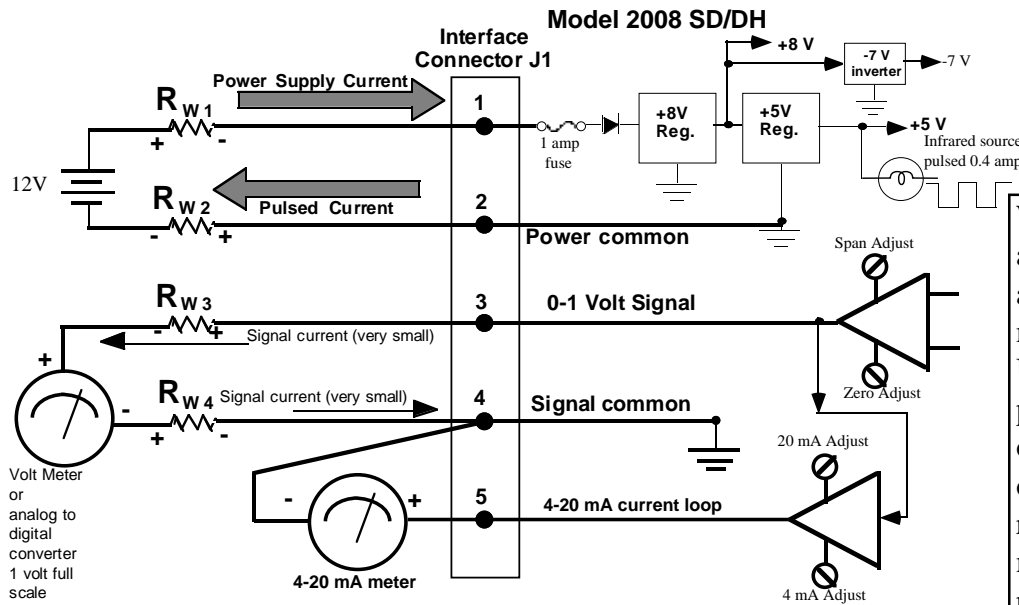 Model 2008 SD/DH
Interface
Connector J1
+8 V
-7 V
inverter
-7 V
Power Supply Current
R W 1
+ -
1
1 amp
fuse
+8V
Reg.
+5V
Reg.
+5 V
Infrared source
pulsed 0.4 amp
12V
Pulsed Current
R W 2
- +
2
Power common
Span Adjust
R W 3
- +
3
0-1 Volt Signal
Signal current (very small)
Zero Adjust
+
-
R W 4
+ -
Signal current (very small)
4
Signal common
20 mA Adjust
Volt Meter
or
analog to
digital
converter
1 volt full
scale
- +
5
4-20 mA current loop
4-20 mA meter
4 mA Adjust